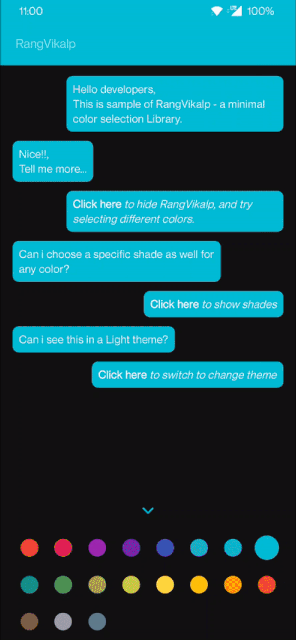 11:00
100%
RangVikalp
Hello developers,
This is sample of RangVikalp - a minimal
color selection Library.
Nice!!,
Tell me more...
Click here to hide RangVikalp, and try
selecting different colors.
Can i choose a specific shade as well for
any color?
Click here to show shades
Can i see this in a Light theme?
Click here to switch to change theme